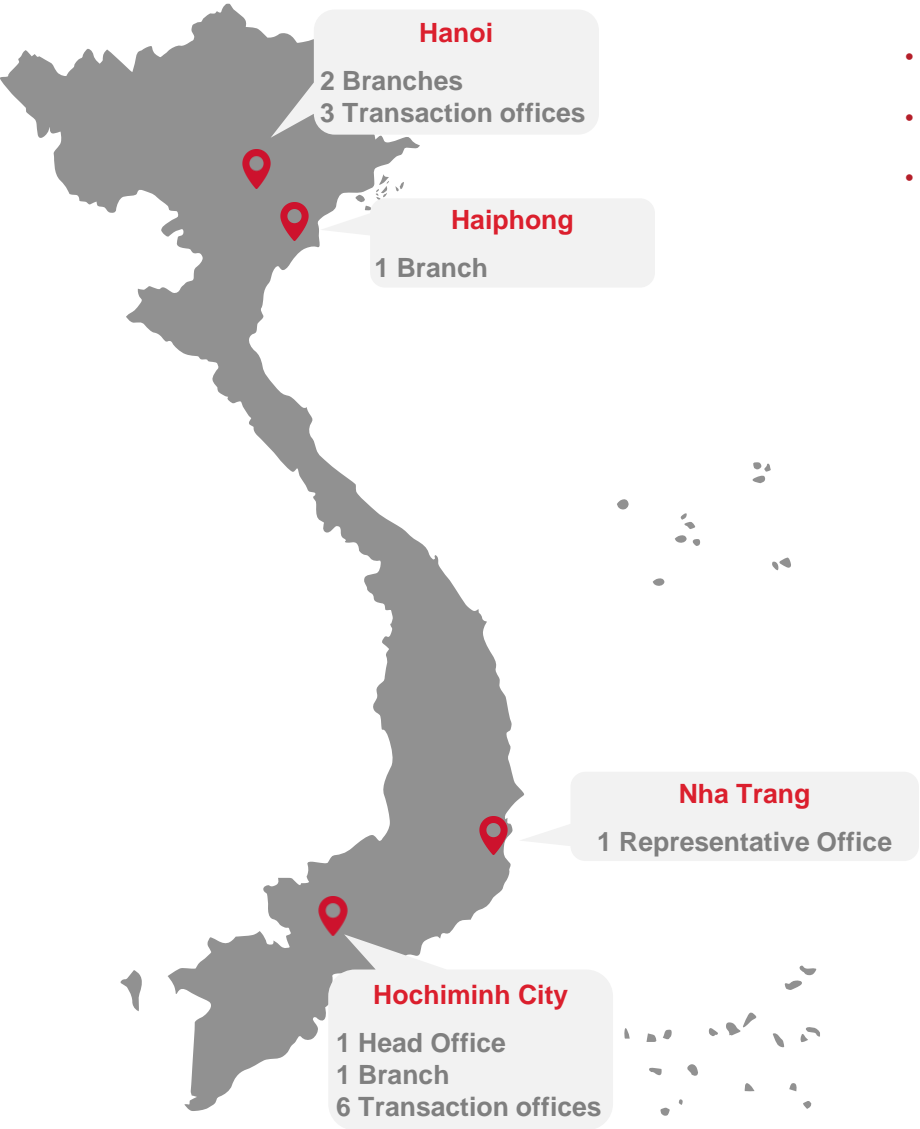 Hanoi
2 Branches
3 Transaction offices
Haiphong
1 Branch
Nha Trang
1 Representative Office
Hochiminh City
1 Head Office
1 Branch
6 Transaction offices